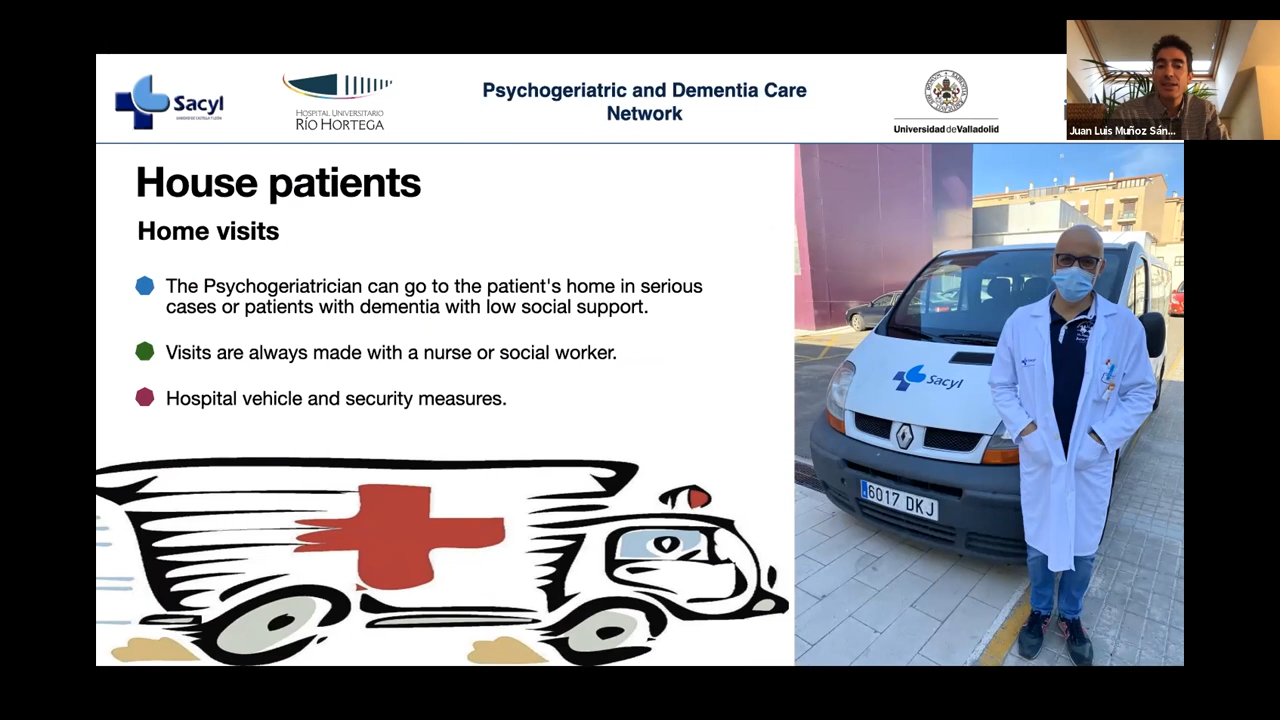 Sacyl
HOSPITAL UNIVERSITARIO
RÍO HORTEGA
Psychogeriatric and Dementia Care
Network
Universidad de Valladolid
Juan Luis Muñoz Sán...
House patients
Home visits
The Psychogeriatrician can go to the patient's home in serious
cases or patients with dementia with low social support.
Visits are always made with a nurse or social worker.
Hospital vehicle and security measures.
Sacyl
6017 DKJ